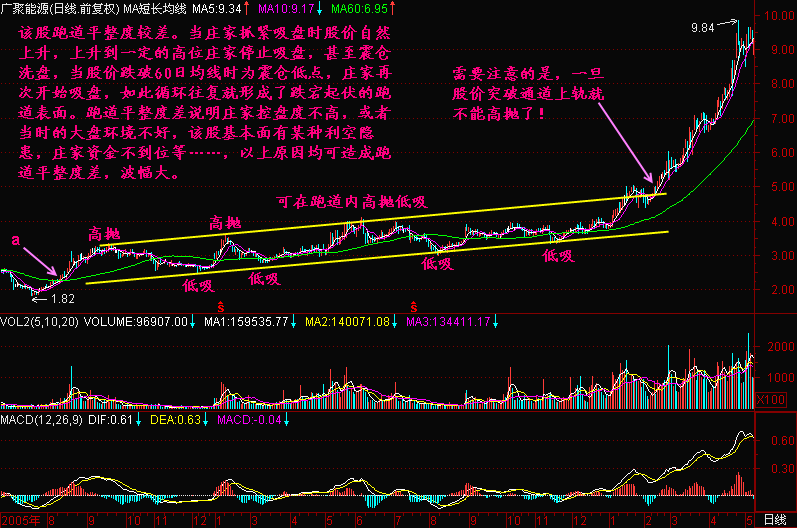 广聚能源(日线.前复权) MA短长均线 MA5:9.34↑ MA10:9.17↓ MA60:6.95↑
该股跑道平整度较差。当庄家抓紧吸盘时股价自然
上升，上升到一定的高位庄家停止吸盘，甚至震仓
洗盘，当股价跌破60日均线时为震仓低点，庄家再
次开始吸盘，如此循环往复就形成了跌宕起伏的跑
道表面。跑道平整度差说明庄家控盘度不高，或者
当时的大盘环境不好，该股基本面有某种利空隐
患，庄家资金不到位等……，以上原因均可造成跑
道平整度差，波幅大。
需要注意的是，一旦
股价突破通道上轨就
不能高抛了！
9.84
10.00
9.00
8.00
7.00
6.00
5.00
4.00
3.00
2.00
可在跑道内高抛低吸
高抛
高抛
a
低吸
低吸
低吸
低吸
1.82
S
S
VOL2(5,10,20) VOLUME:96907.00↓ MA1:159535.77↓ MA2:140071.08↓ MA3:134411.17↓
2000
1000
X100
MACD(12,26,9) DIF:0.61↓ DEA:0.63↓ MACD:-0.04↓
0.60
0.30
2005年 8 9 10 11 12 1 3 4 5 6 7 8 9 10 11 12 1 2 3 4 5 日线